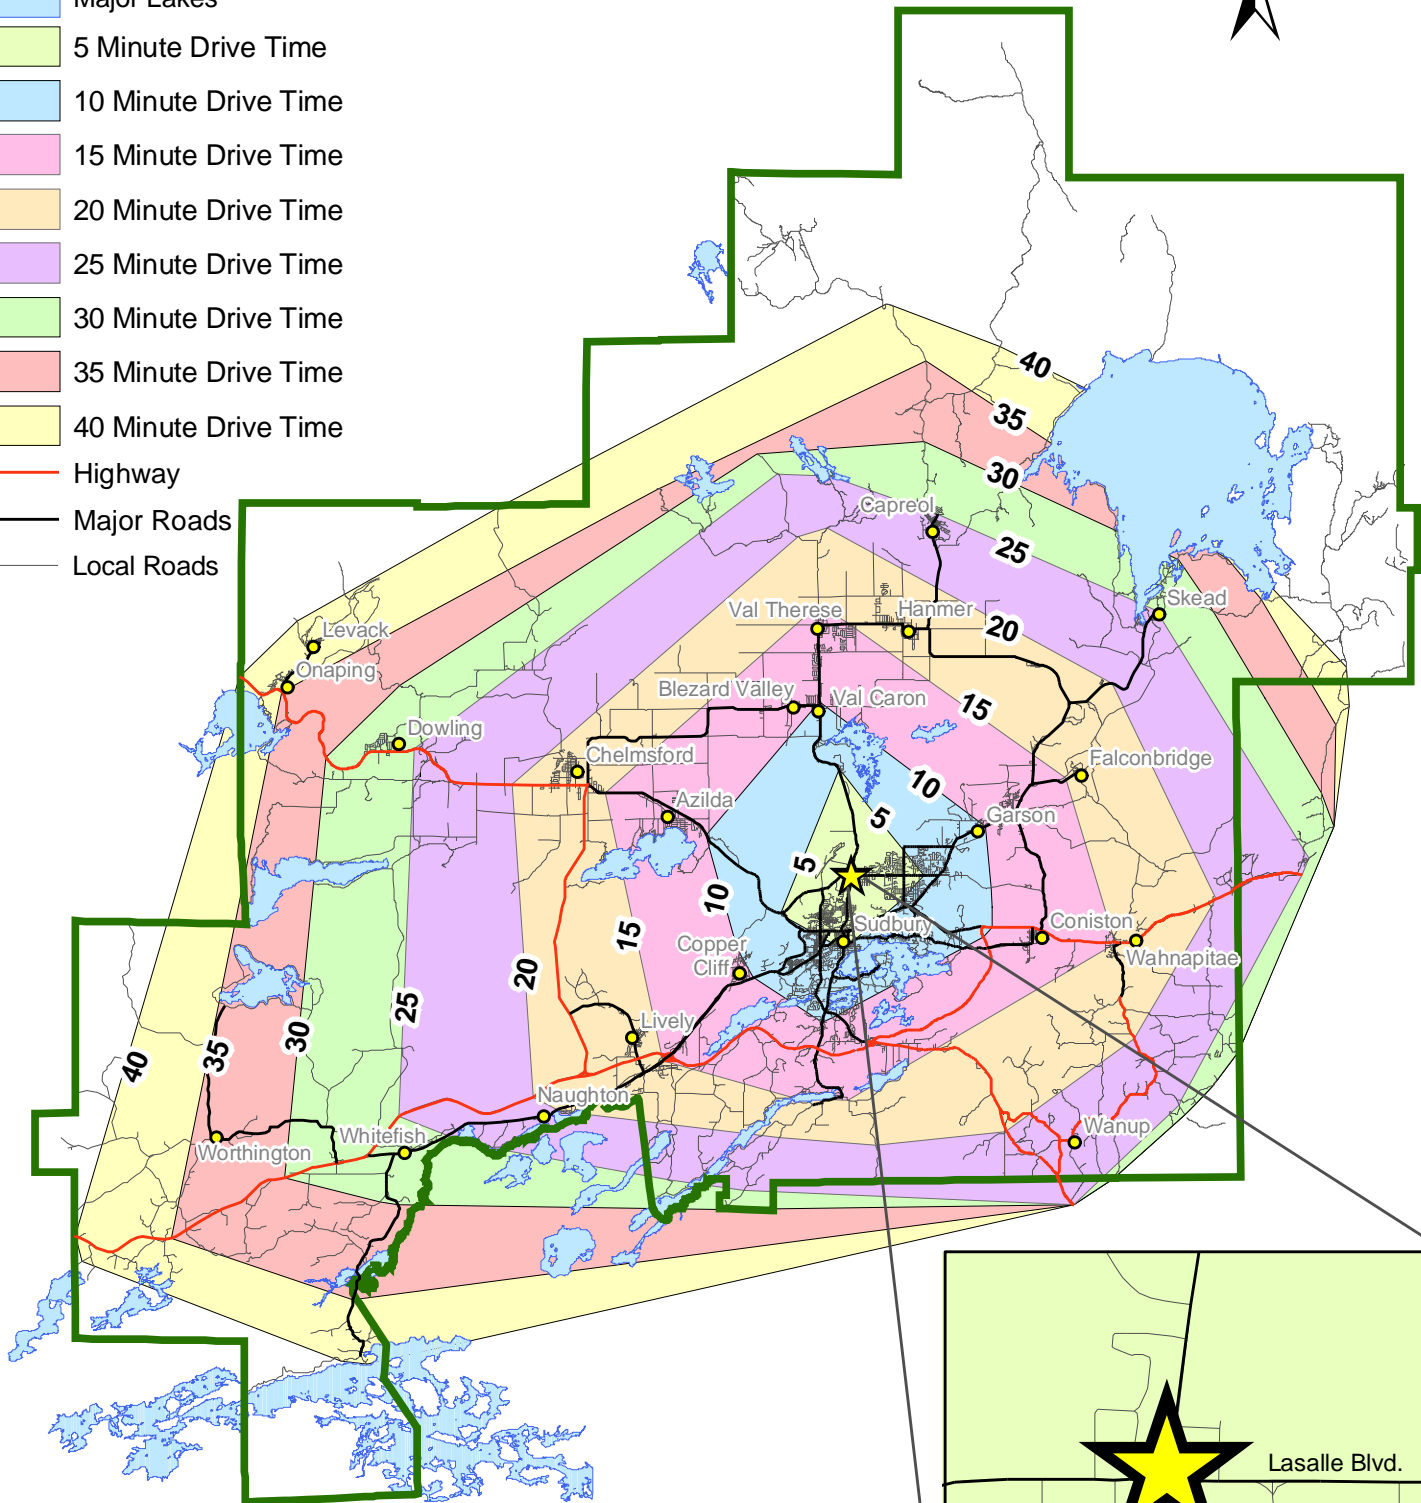 Major Lakes
5 Minute Drive Time
10 Minute Drive Time
15 Minute Drive Time
20 Minute Drive Time
25 Minute Drive Time
30 Minute Drive Time
35 Minute Drive Time
40 Minute Drive Time
Highway
Major Roads
Local Roads
40
35
30
Capreol
25
Skead
Val Therese
Hanmer
20
Levack
Onaping
Blezard Valley
Val Caron
15
Dowling
Chelmsford
Falconbridge
10
Azilda
5
Garson
5
10
15
Sudbury
Coniston
Copper
Cliff
Wahnapitae
20
25
Lively
30
35
40
Naughton
Wanup
Whitefish
Worthington
Lasalle Blvd.